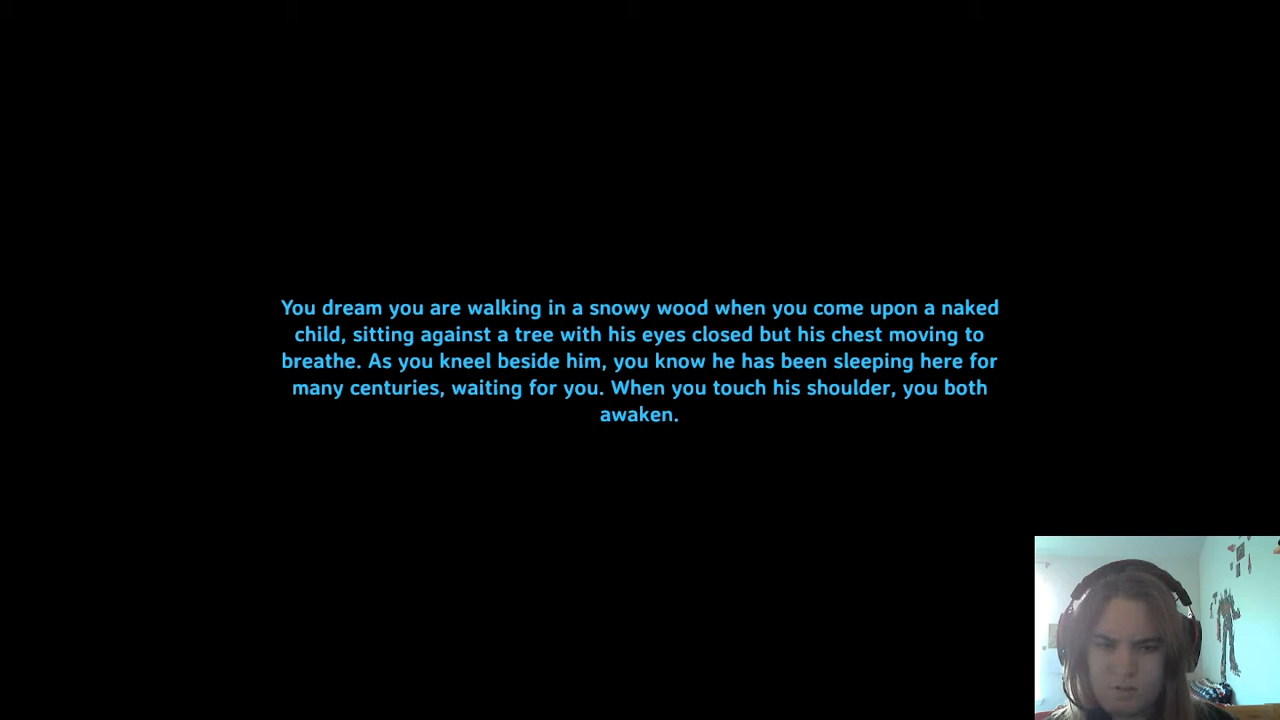 You dream you are walking in a snowy wood when you come upon a naked
child, sitting against a tree with his eyes closed but his chest moving to
breathe. As you kneel beside him, you know he has been sleeping here for
many centuries, waiting for you. When you touch his shoulder, you both
awaken.